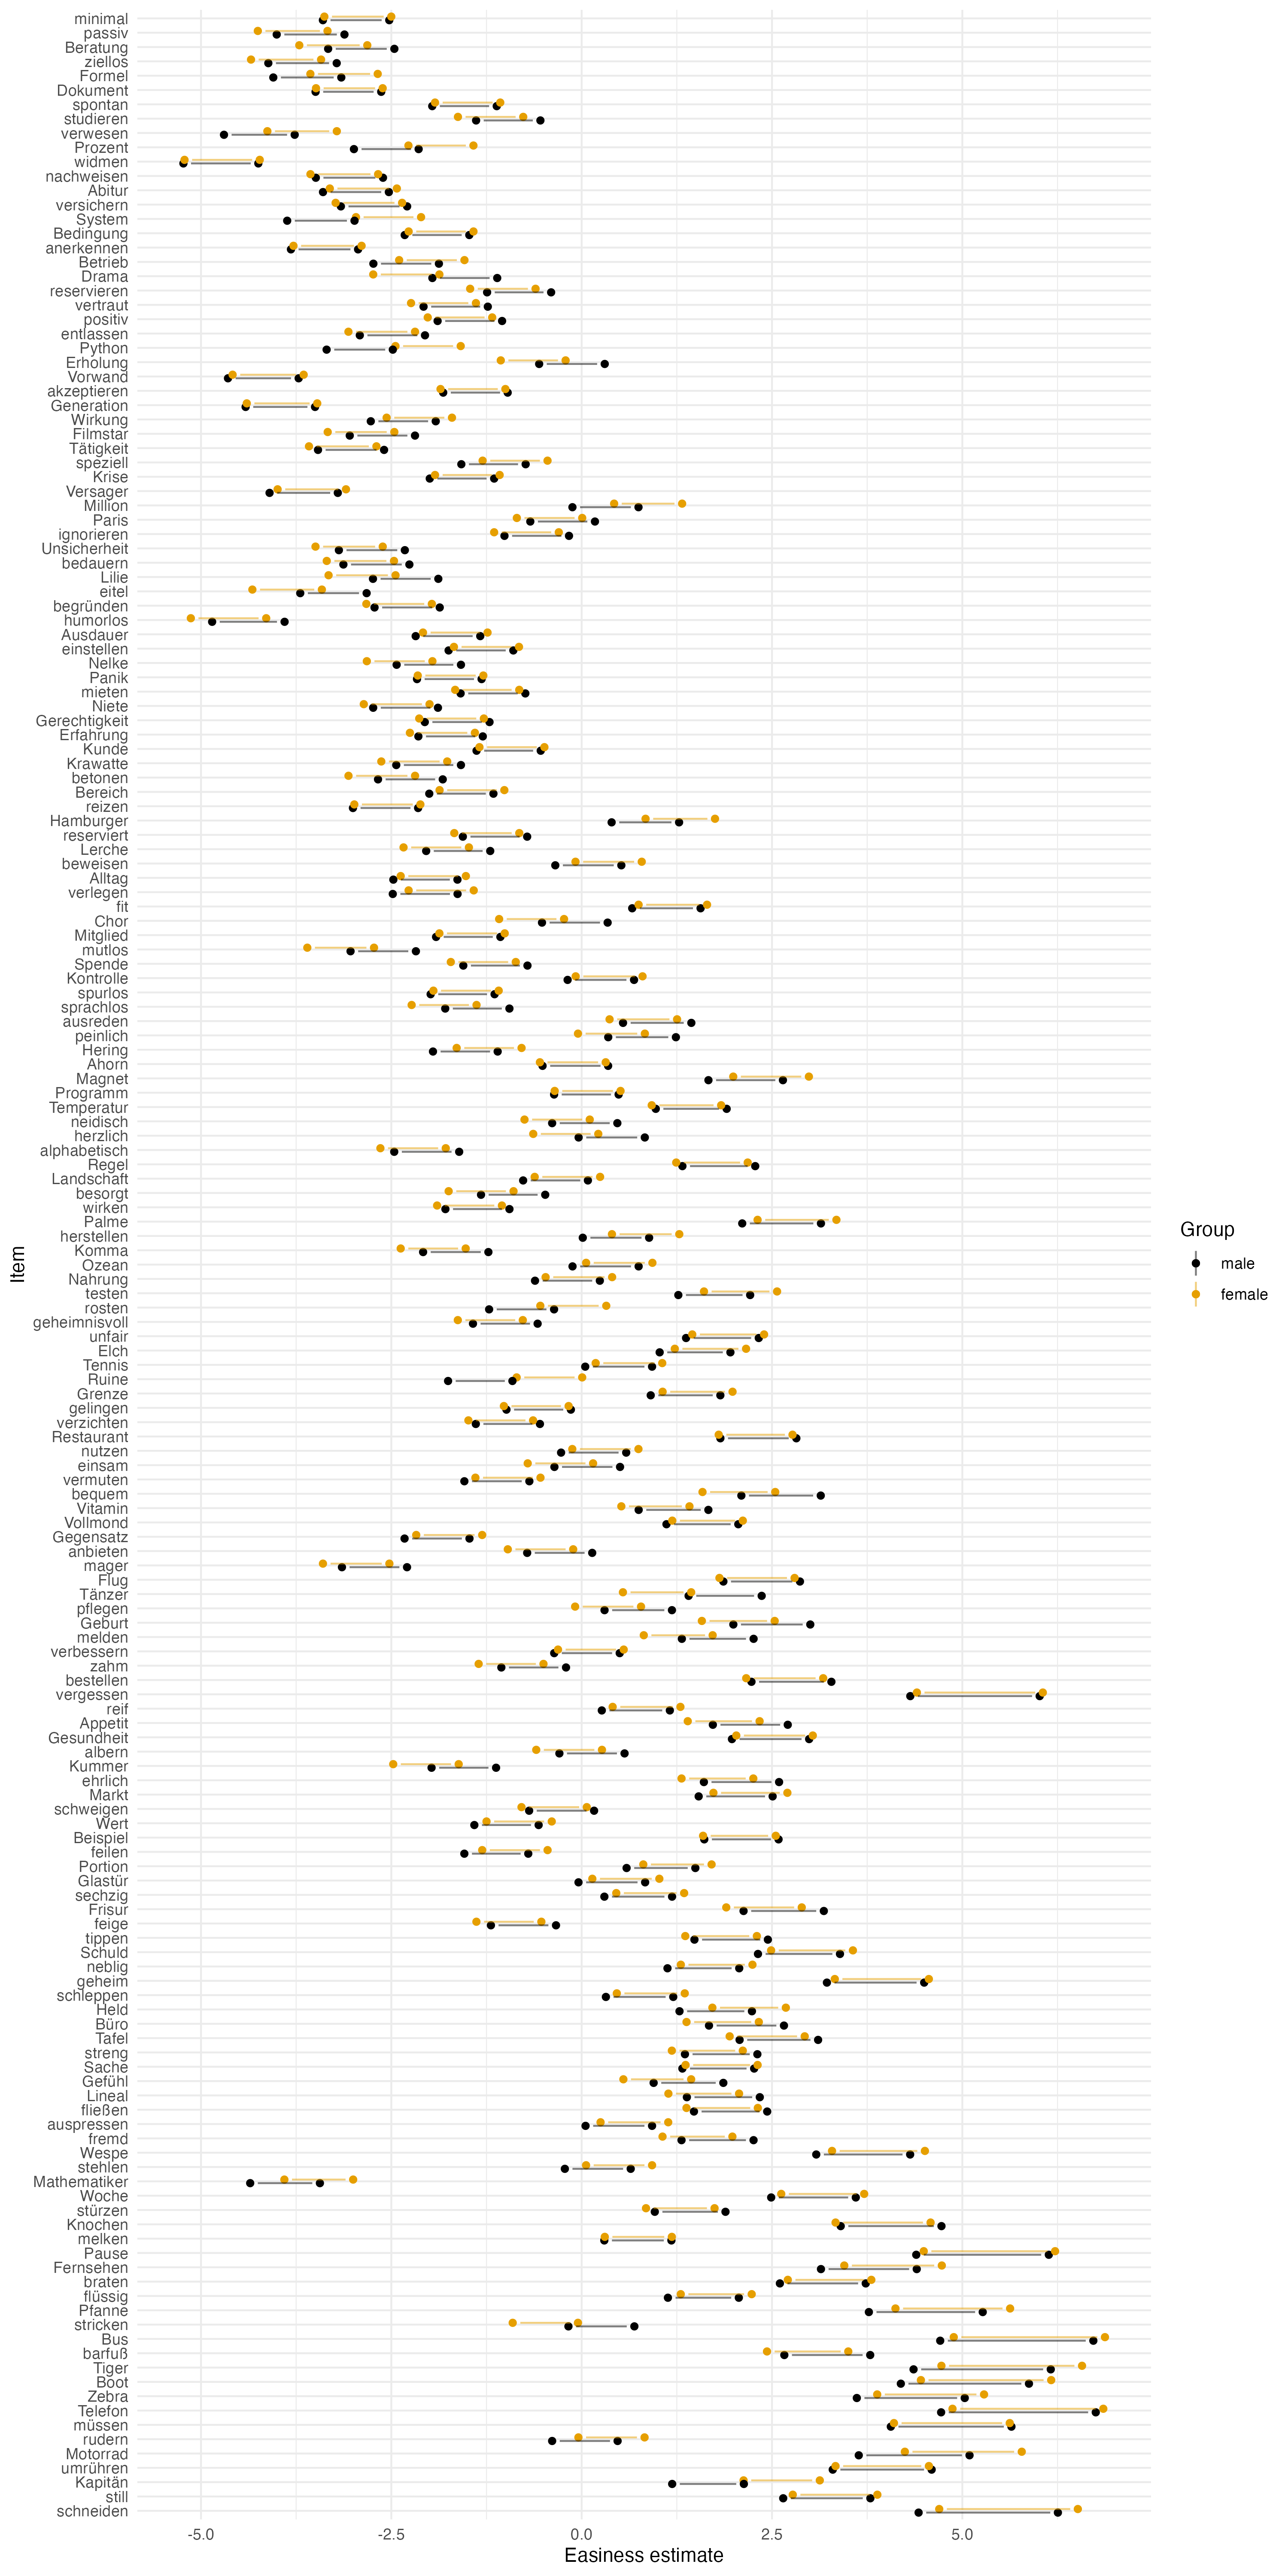 minimal
passiv
Beratung
ziellos
Formel
Dokument
spontan
studieren
verwesen
Prozent
widmen
nachweisen
Abitur
versichern
System
Bedingung
anerkennen
Betrieb
Drama
reservieren
vertraut
positiv
entlassen
Python
Erholung
Vorwand
akzeptieren
Generation
Wirkung
Filmstar
Tätigkeit
speziell
Krise
Versager
Million
Paris
ignorieren
Unsicherheit
bedauern
Lilie
eitel
begründen
humorlos
Ausdauer
einstellen
Nelke
Panik
mieten
Niete
Gerechtigkeit
Erfahrung
Kunde
Krawatte
betonen
Bereich
reizen
Hamburger
reserviert
Lerche
beweisen
Alltag
verlegen
fit
Chor
Mitglied
mutlos
Spende
Kontrolle
spurlos
sprachlos
ausreden
peinlich
Hering
Ahorn
Magnet
Programm
Temperatur
neidisch
herzlich
alphabetisch
Regel
Landschaft
besorgt
wirken
Palme
herstellen
Komma
Ozean
Nahrung
testen
rosten
geheimnisvoll
unfair
Elch
Tennis
Ruine
Grenze
gelingen
verzichten
Restaurant
nutzen
einsam
vermuten
bequem
Vitamin
Vollmond
Gegensatz
anbieten
mager
Flug
Tänzer
pflegen
Geburt
melden
verbessern
zahm
bestellen
vergessen
reif
Appetit
Gesundheit
albern
Kummer
ehrlich
Markt
schweigen
Wert
Beispiel
feilen
Portion
Glastür
sechzig
Frisur
feige
tippen
Schuld
neblig
geheim
schleppen
Held
Büro
Tafel
streng
Sache
Gefühl
Lineal
fließen
auspressen
fremd
Wespe
stehlen
Mathematiker
Woche
stürzen
Knochen
melken
Pause
Fernsehen
braten
flüssig
Pfanne
stricken
Bus
barfuß
Tiger
Boot
Zebra
Telefon
müssen
rudern
Motorrad
umrühren
Kapitän
still
schneiden
Item
-5.0 -2.5 0.0 2.5 5.0
Easiness estimate
Group
male
female